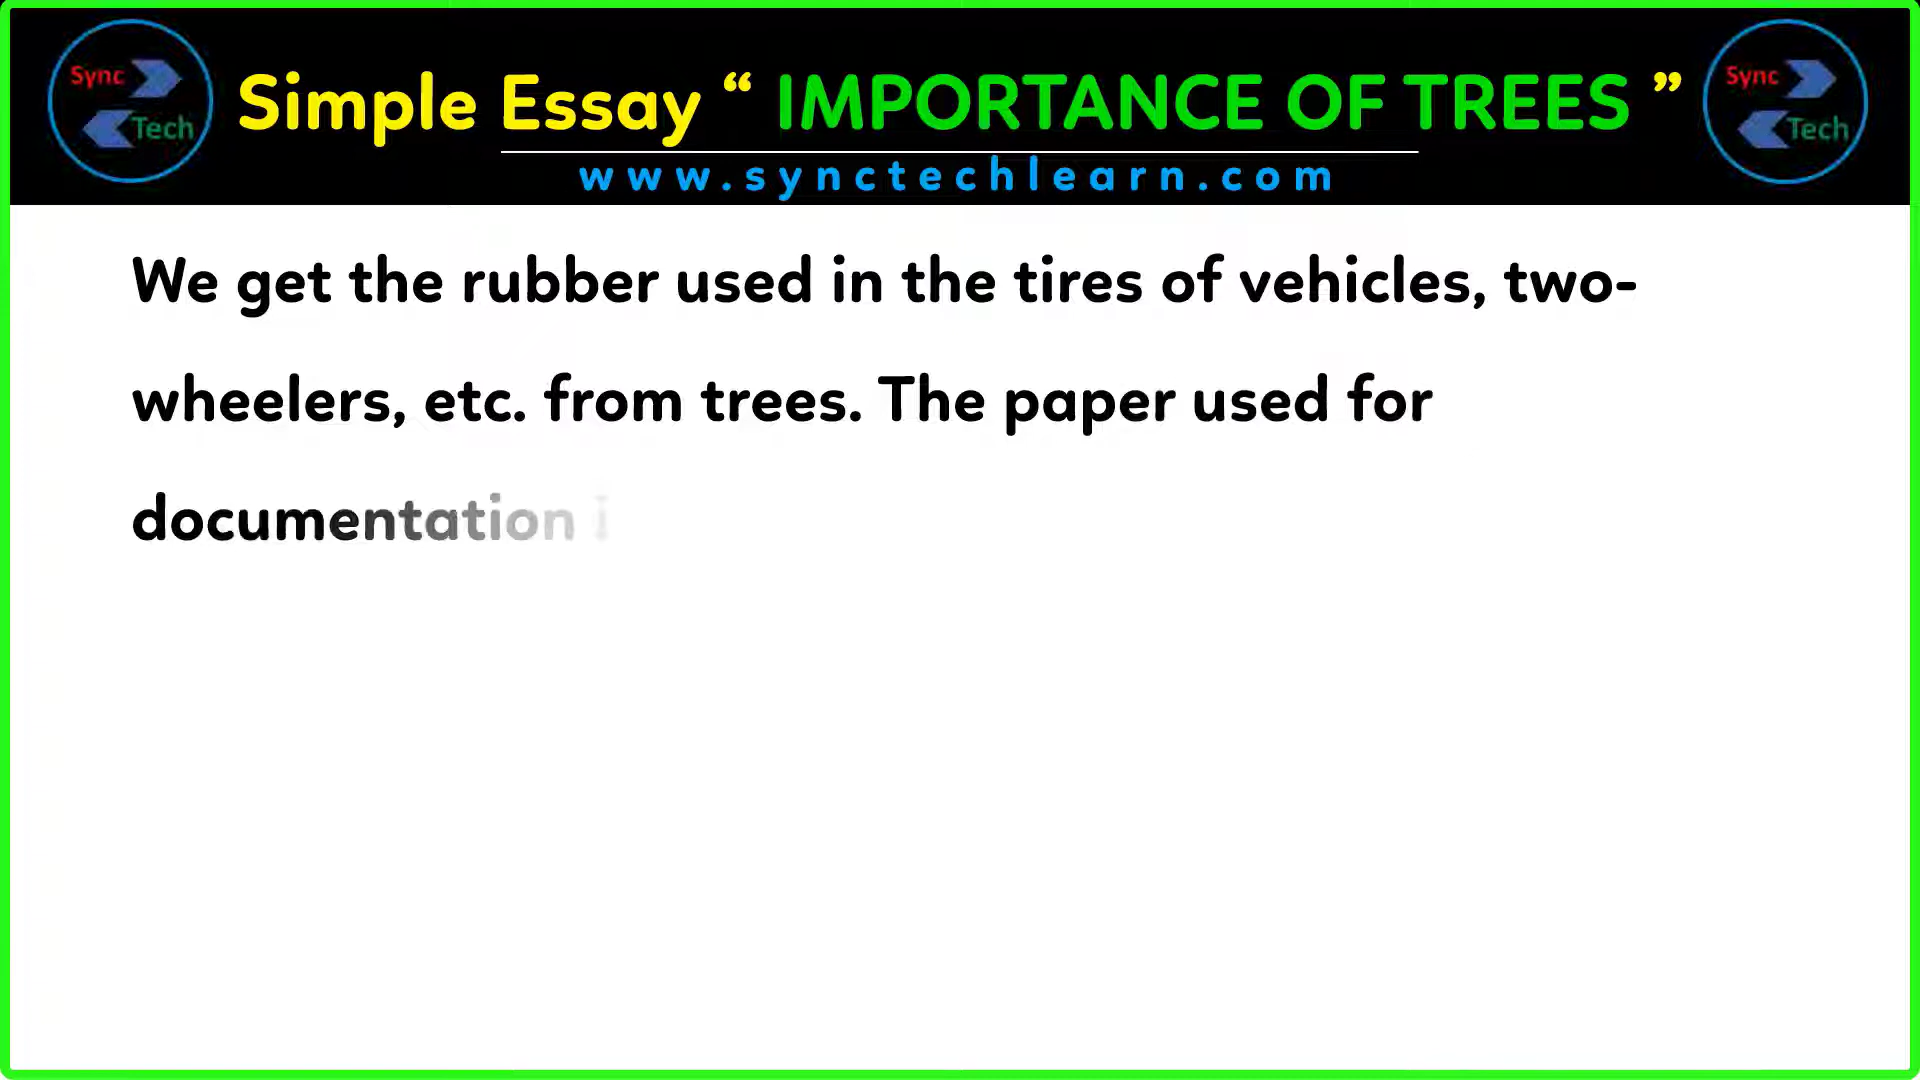 Sync
Tech
Simple Essay “ IMPORTANCE OF TREES ”
Sync
Tech
www.synctechlearn.com
We get the rubber used in the tires of vehicles, two-
wheelers, etc. from trees. The paper used for
documentation